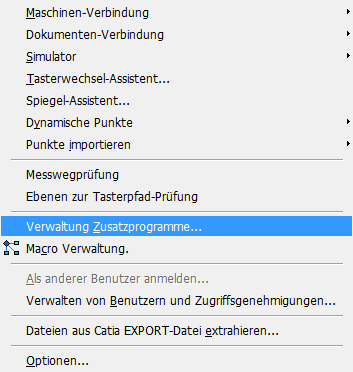 Maschinen-Verbindung
Dokumenten-Verbindung
Simulator
Tasterwechsel-Assistent...
Spiegel-Assistent...
Dynamische Punkte
Punkte importieren
Messwegprüfung
Ebenen zur Tasterpfad-Prüfung
Verwaltung Zusatzprogramme...
Macro Verwaltung.
Als anderer Benutzer anmelden...
Verwalten von Benutzern und Zugriffsgenehmigungen...
Dateien aus Catia EXPORT-Datei extrahieren...
Optionen...